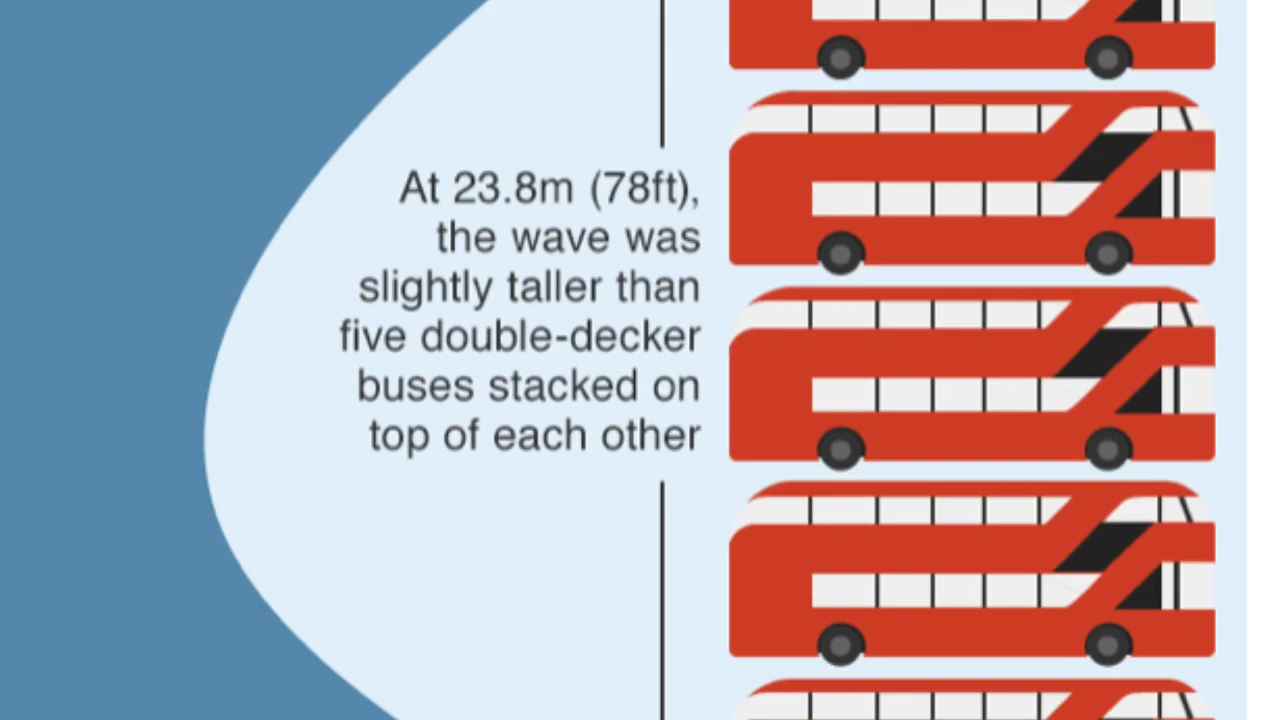 At 23.8m (78ft),
the wave was
slightly taller than
five double-decker
buses stacked on
top of each other